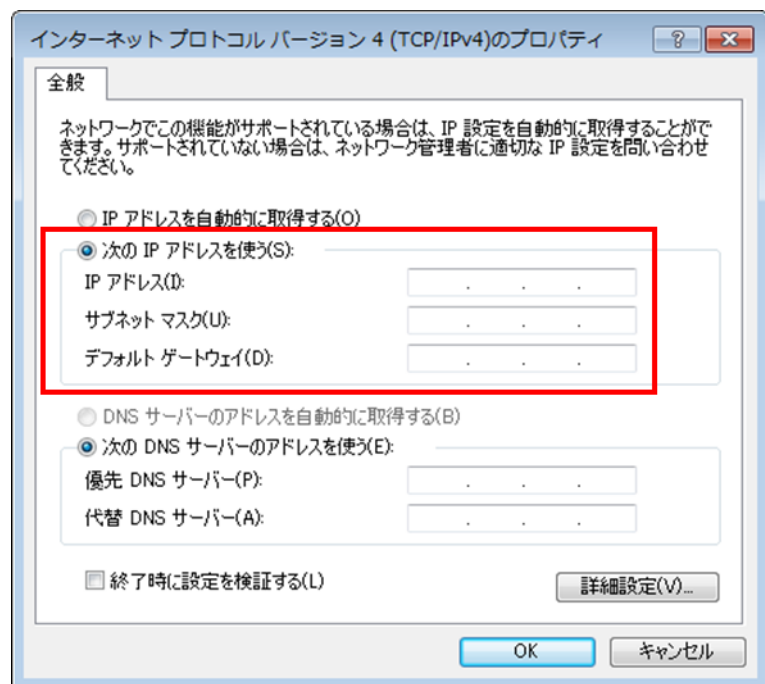 インターネット プロトコル バージョン 4 (TCP/IPv4)のプロパティ
全般
ネットワークでこの機能がサポートされている場合は、IP 設定を自動的に取得することがで
きます。サポートされていない場合は、ネットワーク管理者に適切な IP 設定を問い合わせ
てください。
IP アドレスを自動的に取得する(O)
次の IP アドレスを使う(S):
IP アドレス(I):
サブネット マスク(U):
デフォルト ゲートウェイ(D):
DNS サーバーのアドレスを自動的に取得する(B)
次の DNS サーバーのアドレスを使う(E):
優先 DNS サーバー(P):
代替 DNS サーバー(A):
終了時に設定を検証する(L)
詳細設定(V)...
OK
キャンセル